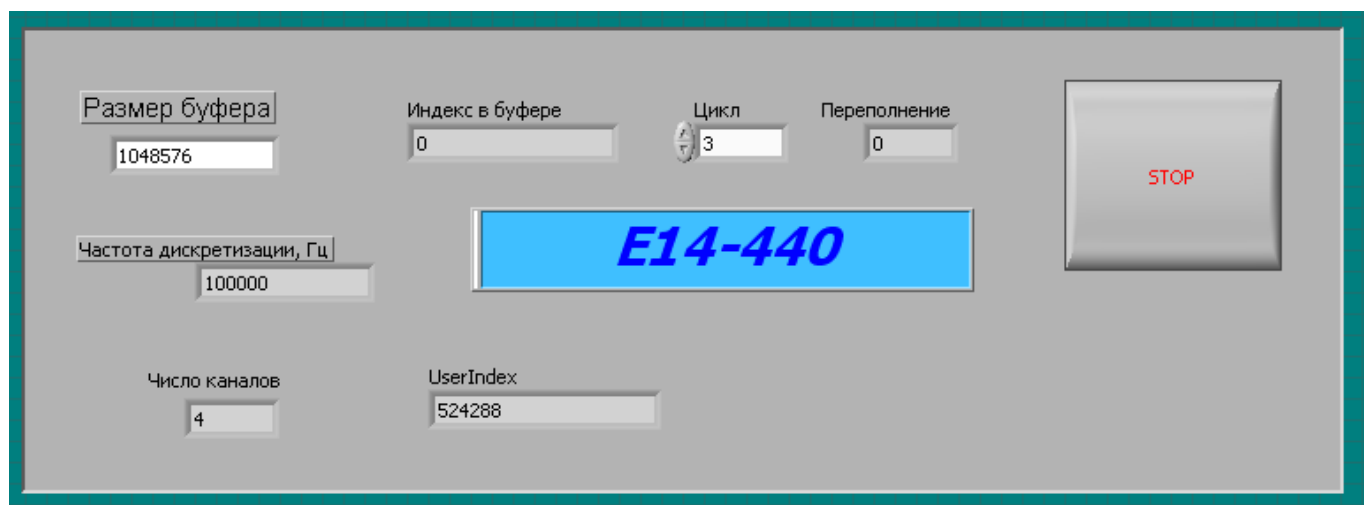 Размер буфера
1048576
Индекс в буфере
0
Цикл
3
Переполнение
0
STOP
Частота дискретизации, Гц
100000
E14-440
Число каналов
4
UserIndex
524288